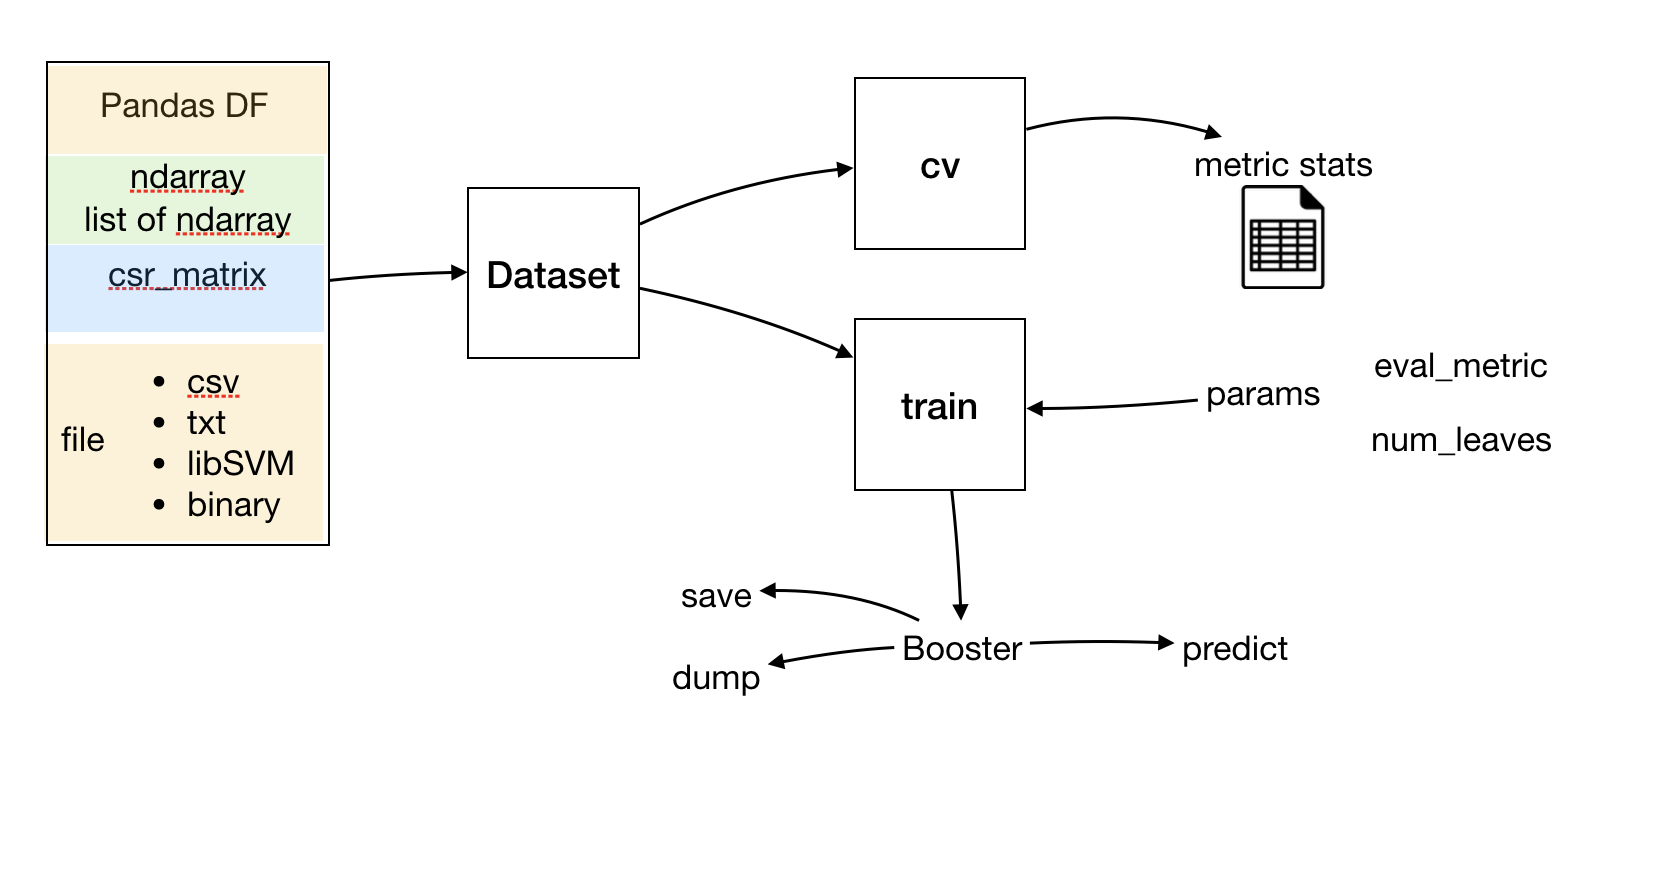 Pandas DF
ndarray
list of ndarray
csr_matrix
file
• csv
• txt
• libSVM
• binary
Dataset
cv
metric stats
train
params
eval_metric
num_leaves
save
dump
Booster
predict